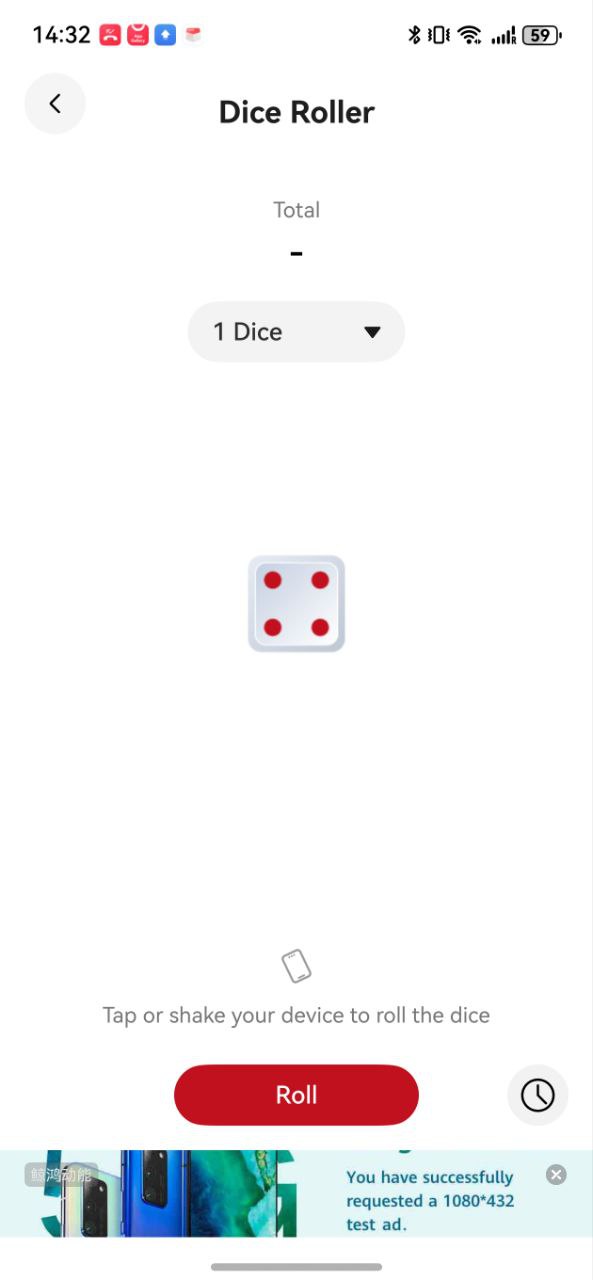 14:32
59
Dice Roller
Total
-
1 Dice
Tap or shake your device to roll the dice
Roll
鲸鸿动能
You have successfully
requested a 1080*432
test ad.